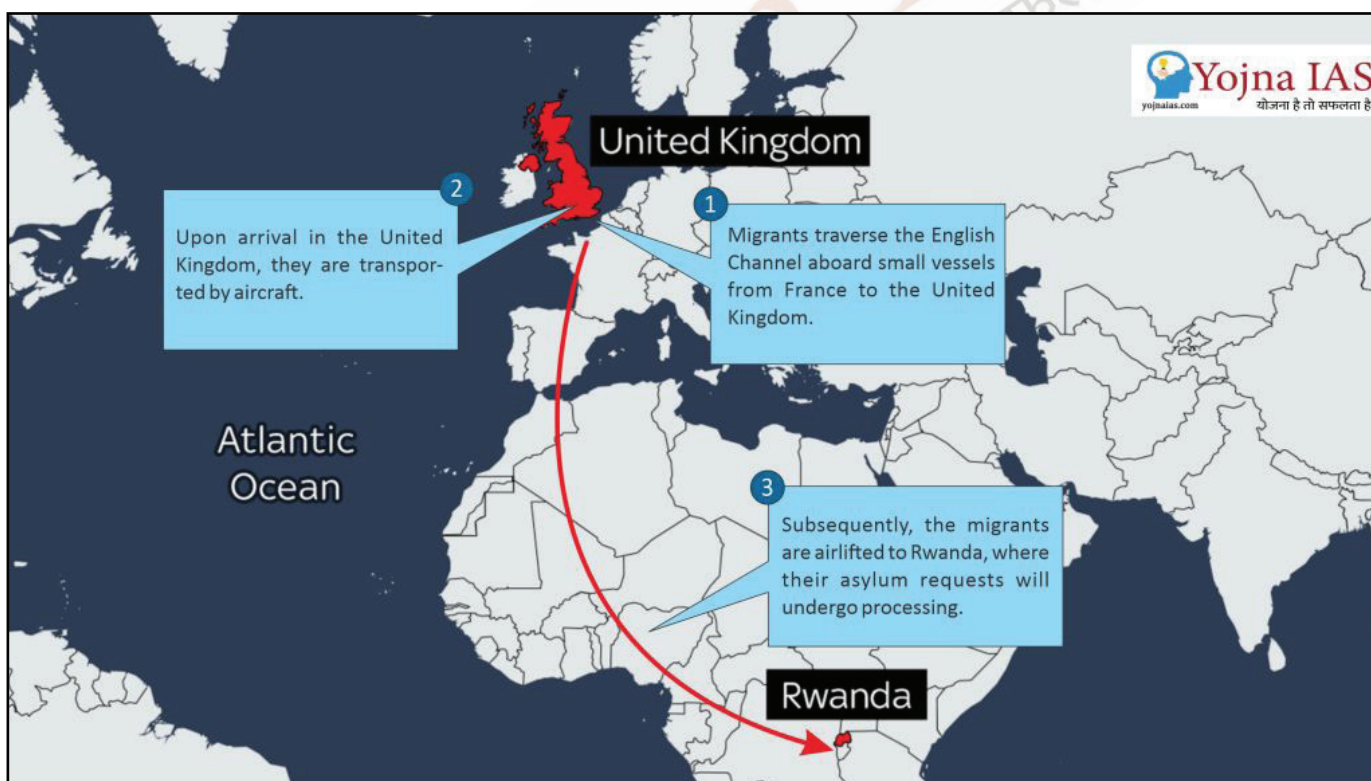 Yojna IAS
yojnaias.com
योजना है तो सफलता है
United Kingdom
2
Upon arrival in the United
Kingdom, they are transpor-
ted by aircraft.
1
Migrants traverse the English
Channel aboard small vessels
from France to the United
Kingdom.
Atlantic
Ocean
3
Subsequently, the migrants
are airlifted to Rwanda, where
their asylum requests will
undergo processing.
Rwanda